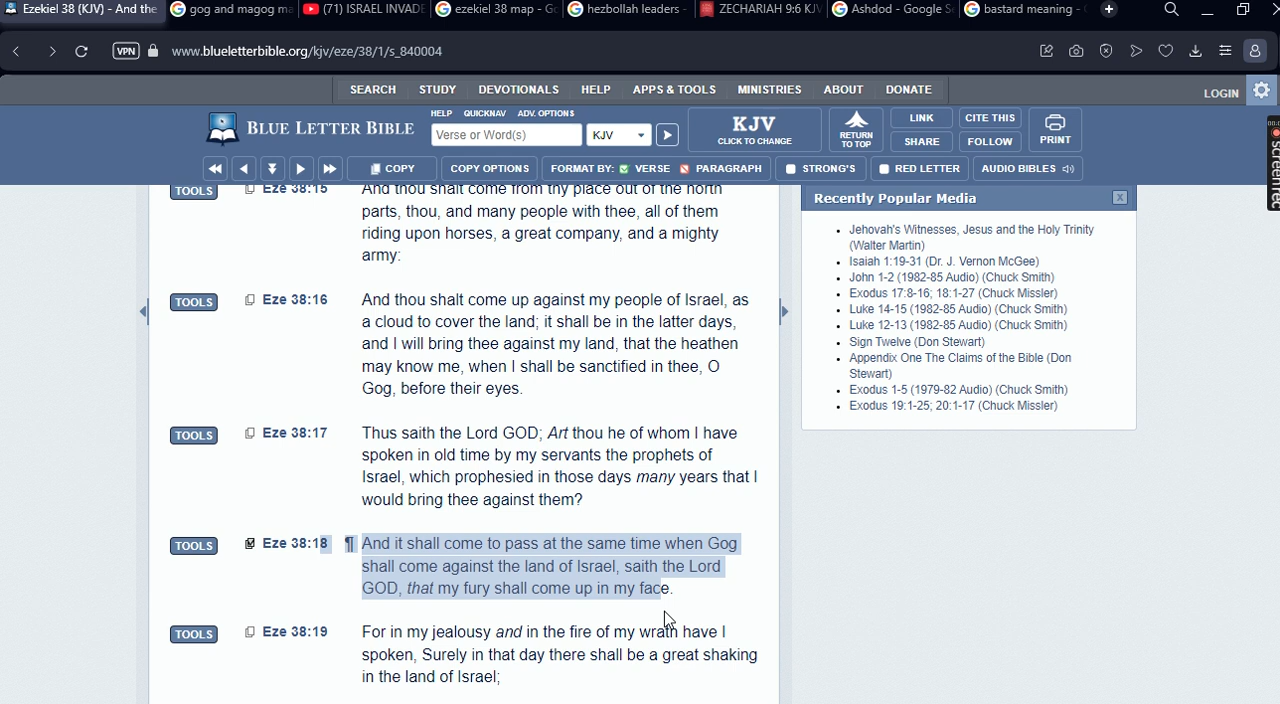 Ezekiel 38 (KJV) - And the
gog and magog ma
(71) ISRAEL INVADE
ezekiel 38 map - Go
hezbollah leaders -
ZECHARIAH 9:6 KJV
Ashdod - Google S
bastard meaning -
VPN www.blueletterbible.org/kjv/eze/38/1/s_840004
SEARCH STUDY DEVOTIONALS HELP APPS & TOOLS MINISTRIES ABOUT DONATE
LOGIN
BLUE LETTER BIBLE
HELP QUICKNAV ADV. OPTIONS
Verse or Word(s) KJV
KJV
CLICK TO CHANGE
RETURN
TO TOP
LINK CITE THIS
SHARE FOLLOW
PRINT
COPY COPY OPTIONS FORMAT BY: VERSE PARAGRAPH STRONG'S RED LETTER AUDIO BIBLES
screenrec
TOOLS Eze 38:15 And thou shalt come from thy place out of the north
parts, thou, and many people with thee, all of them
riding upon horses, a great company, and a mighty
army:
TOOLS Eze 38:16 And thou shalt come up against my people of Israel, as
a cloud to cover the land; it shall be in the latter days,
and I will bring thee against my land, that the heathen
may know me, when I shall be sanctified in thee, O
Gog, before their eyes.
TOOLS Eze 38:17 Thus saith the Lord GOD; Art thou he of whom I have
spoken in old time by my servants the prophets of
Israel, which prophesied in those days many years that I
would bring thee against them?
TOOLS Eze 38:18 ¶ And it shall come to pass at the same time when Gog
shall come against the land of Israel, saith the Lord
GOD, that my fury shall come up in my face.
TOOLS Eze 38:19 For in my jealousy and in the fire of my wrath have I
spoken, Surely in that day there shall be a great shaking
in the land of Israel;
Recently Popular Media X
• Jehovah's Witnesses, Jesus and the Holy Trinity
(Walter Martin)
• Isaiah 1:19-31 (Dr. J. Vernon McGee)
• John 1-2 (1982-85 Audio) (Chuck Smith)
• Exodus 17:8-16; 18:1-27 (Chuck Missler)
• Luke 14-15 (1982-85 Audio) (Chuck Smith)
• Luke 12-13 (1982-85 Audio) (Chuck Smith)
• Sign Twelve (Don Stewart)
• Appendix One The Claims of the Bible (Don
Stewart)
• Exodus 1-5 (1979-82 Audio) (Chuck Smith)
• Exodus 19:1-25; 20:1-17 (Chuck Missler)